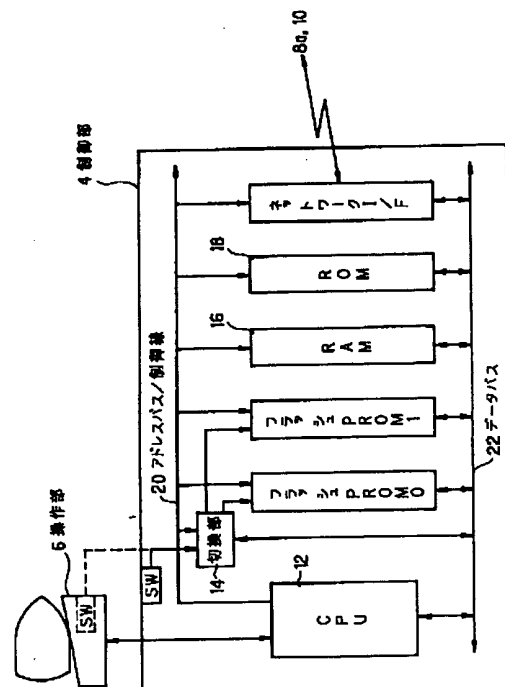 6 操作部
SW
4 制御部
SW
20 アドレスバス/制御線
14 切換部
12
CPU
フラッシュPROM0
フラッシュPROM1
16
RAM
18
ROM
ネットワークI/F
8a,10
22 データバス